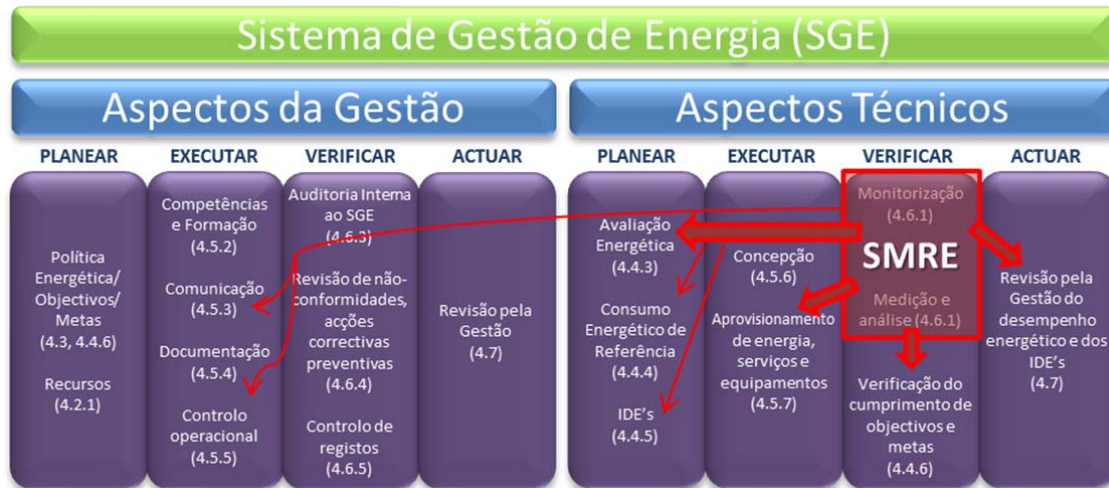 Sistema de Gestão de Energia (SGE)
Aspectos da Gestão
Aspectos Técnicos
PLANEAR
EXECUTAR
VERIFICAR
ACTUAR
PLANEAR
EXECUTAR
VERIFICAR
ACTUAR
Política
Energética/
Objectivos/
Metas
(4.3, 4.4.6)
Recursos
(4.2.1)
Competências
e Formação
(4.5.2)
Comunicação
(4.5.3)
Documentação
(4.5.4)
Controlo
operacional
(4.5.5)
Auditoria Interna
ao SGE
(4.6.3)
Revisão de não-
conformidades,
acções
correctivas
preventivas
(4.6.4)
Controlo de
registos
(4.6.5)
Revisão pela
Gestão
(4.7)
Avaliação
Energética
(4.4.3)
Consumo
Energético de
Referência
(4.4.4)
IDE's
(4.4.5)
Concepção
(4.5.6)
Aprovisionamento
de energia,
serviços e
equipamentos
(4.5.7)
Monitorização
(4.6.1)
SMRE
Medição e
análise (4.6.1)
Verificação do
cumprimento de
objectivos e
metas
(4.4.6)
Revisão pela
Gestão do
desempenho
energético e dos
IDE's
(4.7)